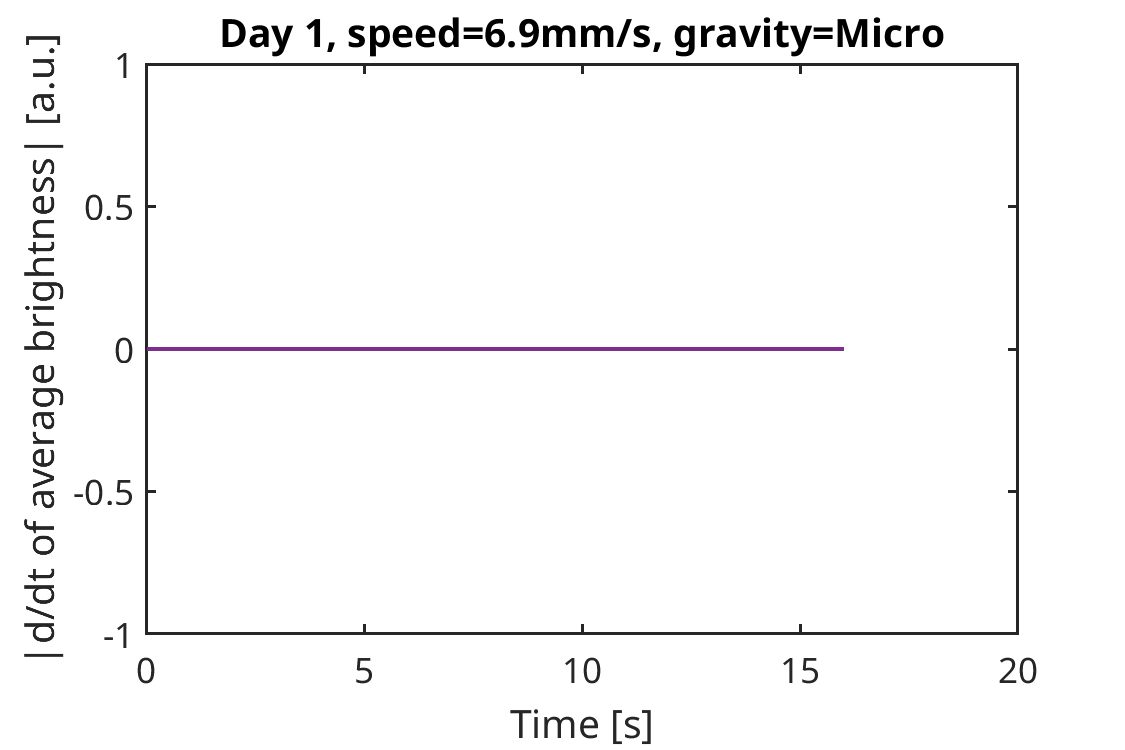 Day 1, speed=6.9mm/s, gravity=Micro
|d/dt of average brightness| [a.u.]
1
0.5
0
-0.5
-1
0 5 10 15 20
Time [s]